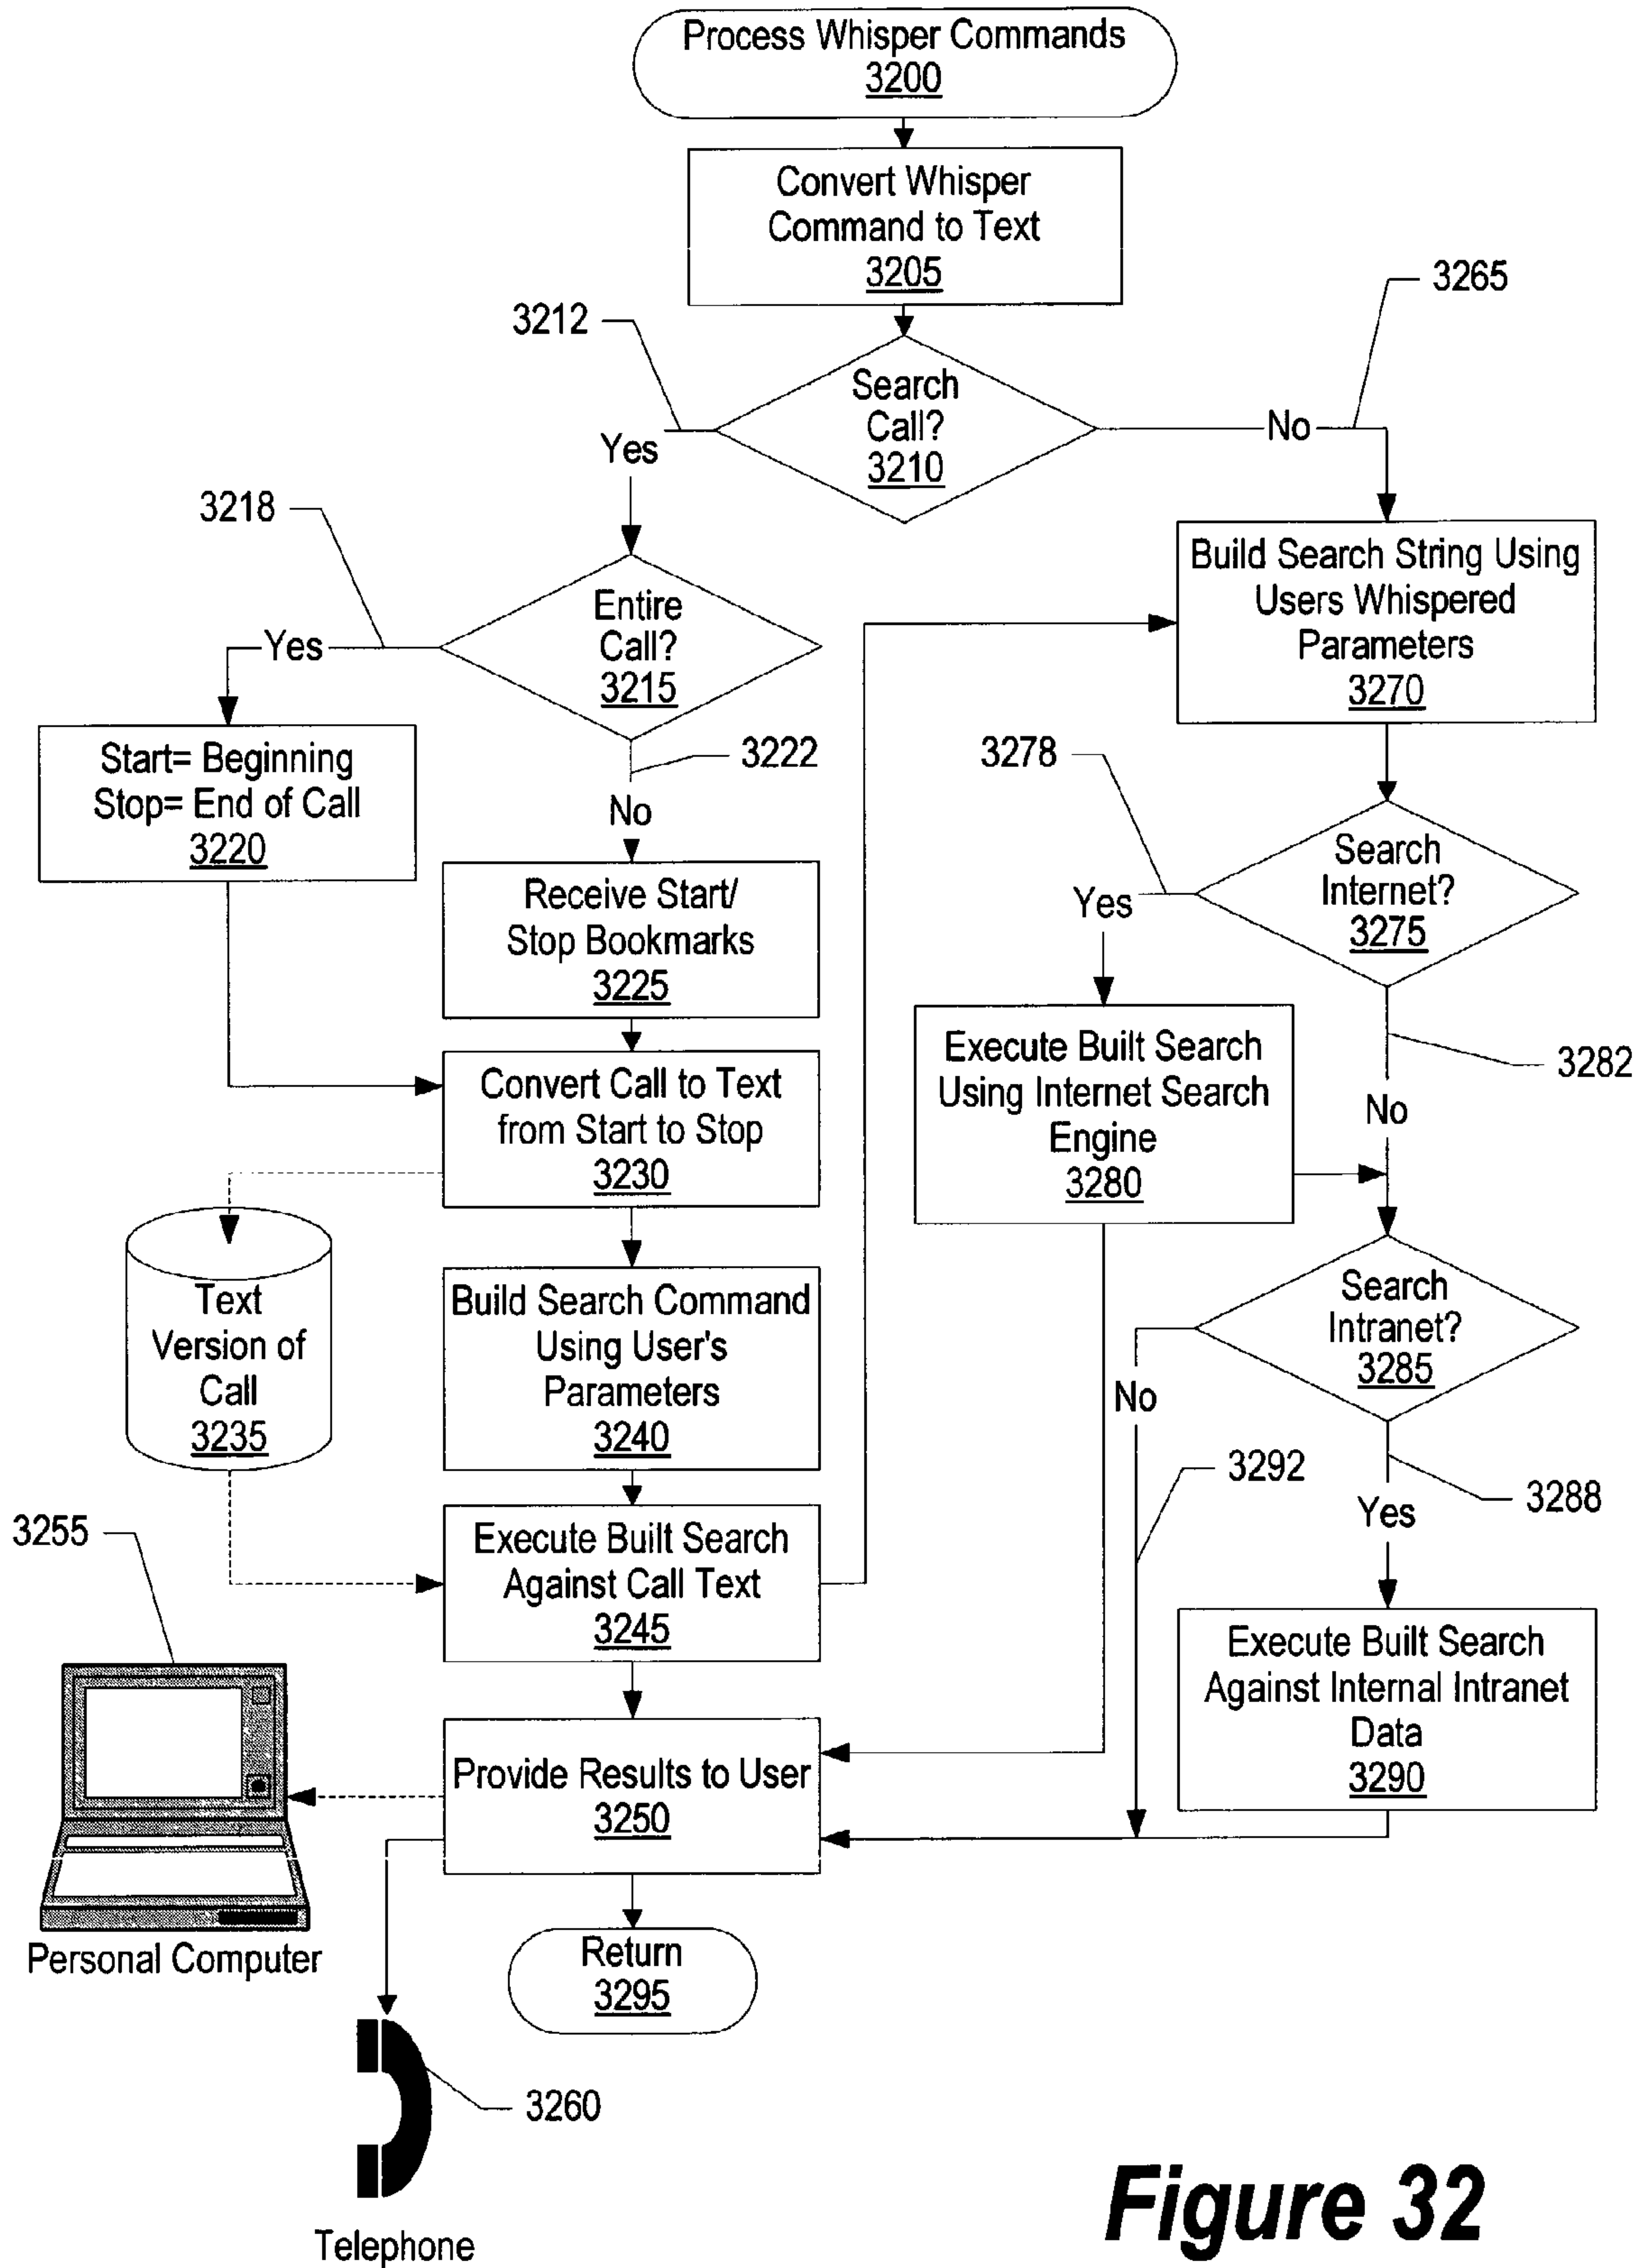 Process Whisper Commands
3200
Convert Whisper
Command to Text
3205
3265
3212
Search
Call?
3210
No
Yes
3218
Build Search String Using
Users Whispered
Parameters
3270
Entire
Call?
3215
Yes
3222
3278
Start= Beginning
Stop= End of Call
3220
No
Search
Internet?
3275
Receive Start/
Stop Bookmarks
3225
Yes
Execute Built Search
Using Internet Search
Engine
3280
3282
Convert Call to Text
from Start to Stop
3230
No
Text
Version of
Call
3235
Build Search Command
Using User's
Parameters
3240
Search
Intranet?
3285
No
3292
3288
Yes
3255
Execute Built Search
Against Call Text
3245
Execute Built Search
Against Internal Intranet
Data
3290
Provide Results to User
3250
Personal Computer
Return
3295
3260
Telephone
Figure 32